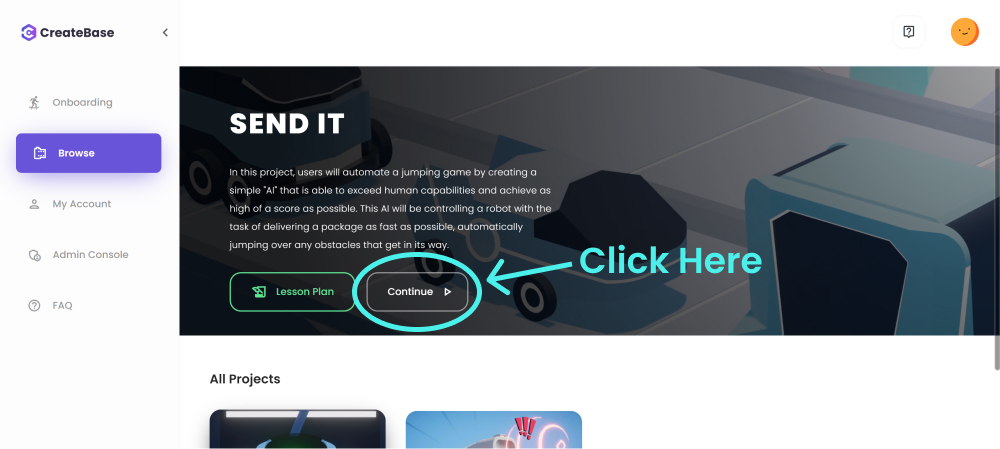 CreateBase
Onboarding
Browse
My Account
Admin Console
FAQ
SEND IT
In this project, users will automate a jumping game by creating a
simple "AI" that is able to exceed human capabilities and achieve as
high of a score as possible. This AI will be controlling a robot with the
task of delivering a package as fast as possible, automatically
jumping over any obstacles that get in its way.
Lesson Plan
Continue
Click Here
All Projects
!!!